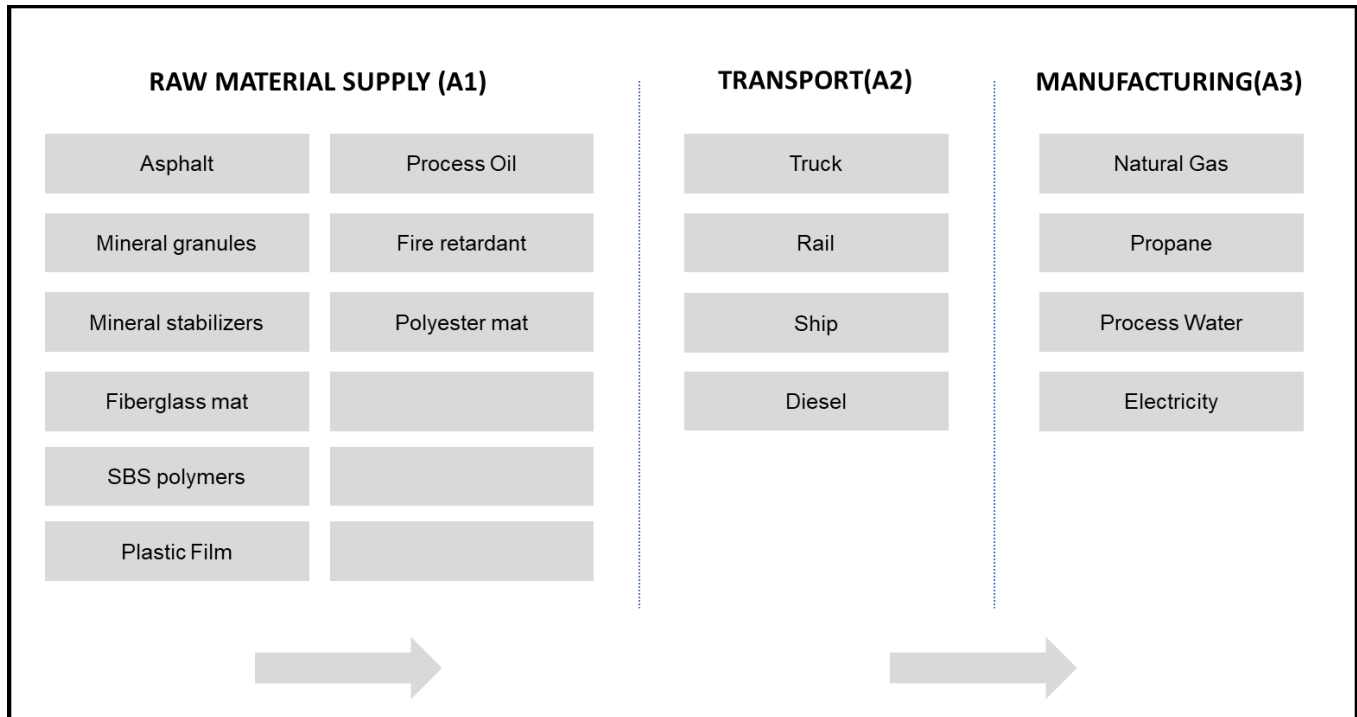 RAW MATERIAL SUPPLY (A1)
Asphalt
Process Oil
Mineral granules
Fire retardant
Mineral stabilizers
Polyester mat
Fiberglass mat
SBS polymers
Plastic Film
TRANSPORT(A2)
Truck
Rail
Ship
Diesel
MANUFACTURING(A3)
Natural Gas
Propane
Process Water
Electricity